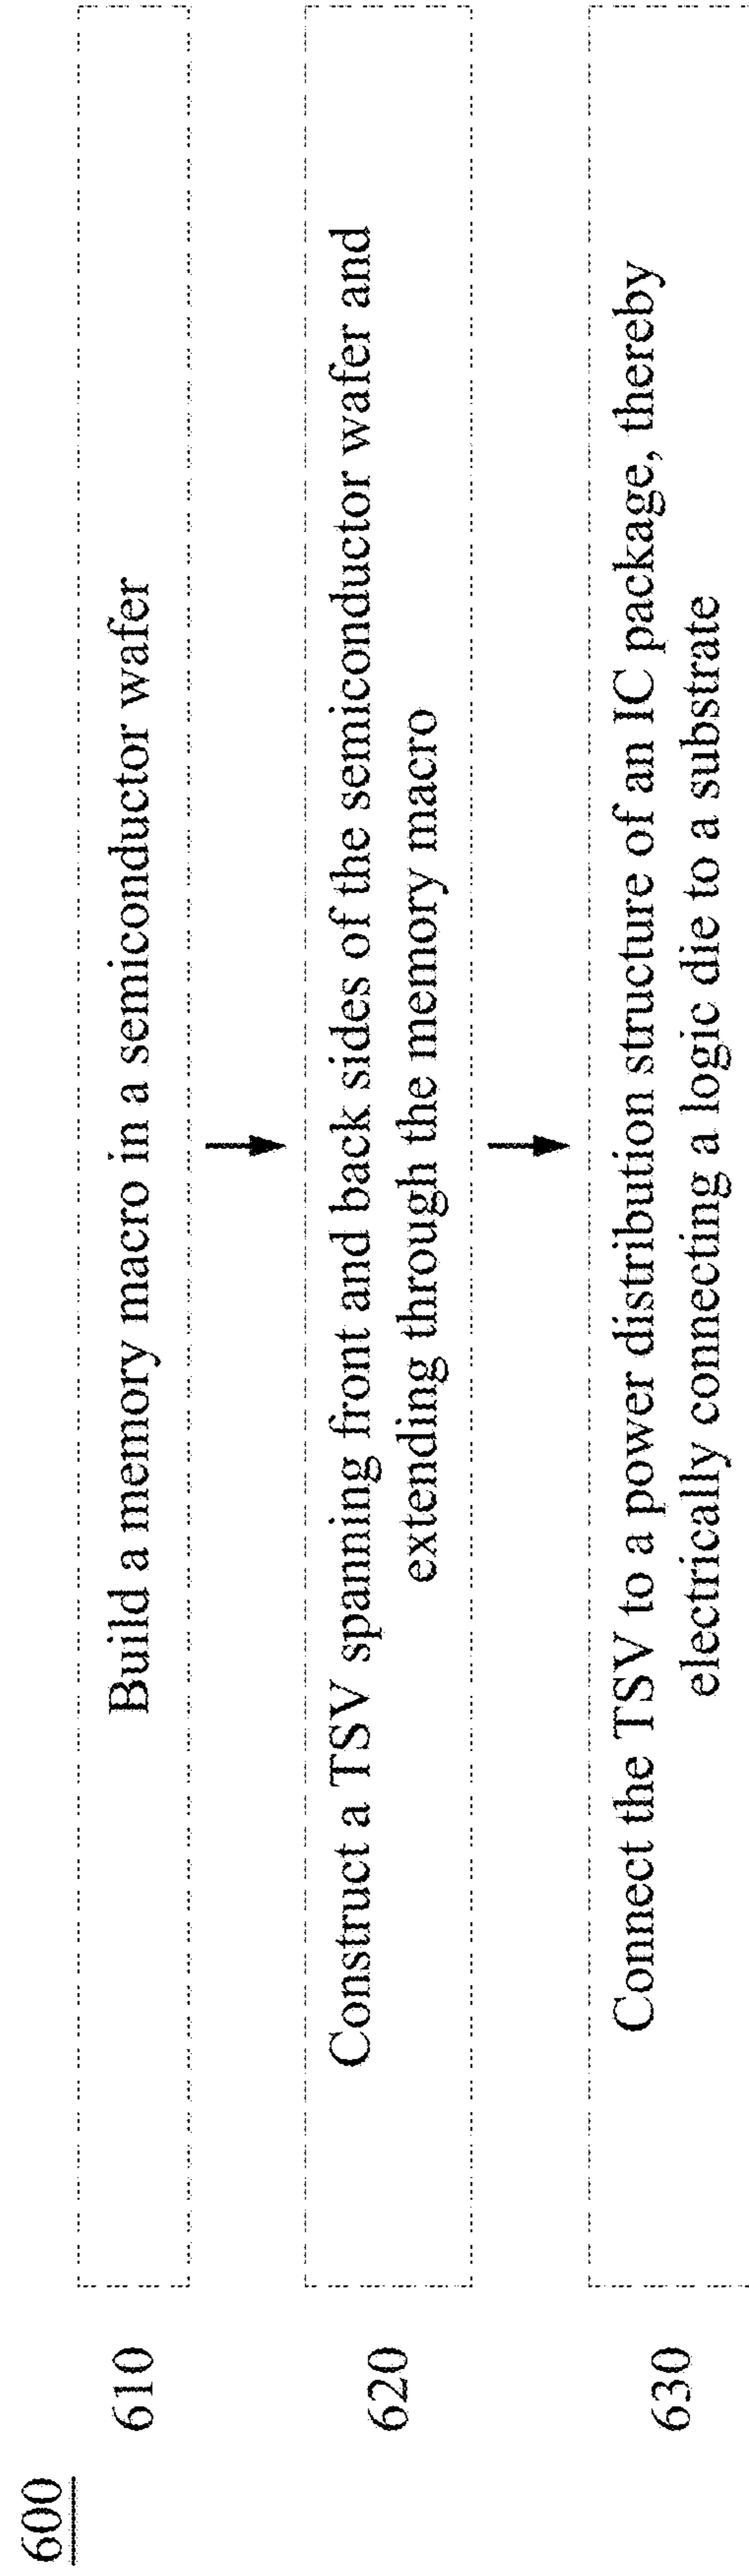 600
610
Build a memory macro in a semiconductor wafer
620
Construct a TSV spanning front and back sides of the semiconductor wafer and
extending through the memory macro
630
Connect the TSV to a power distribution structure of an IC package, thereby
electrically connecting a logic die to a substrate